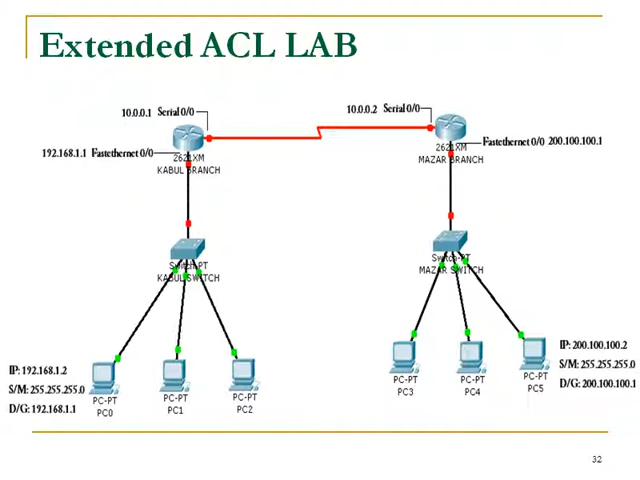 Extended ACL LAB
10.0.0.1 Serial 0/0
10.0.0.2 Serial 0/0
192.168.1.1 Fastethernet 0/0
2621XM
KABUL BRANCH
Fastethernet 0/0 200.100.100.1
2621XM
MAZAR BRANCH
Switch-PT
KABUL SWITCH
Switch-PT
MAZAR SWITCH
IP: 192.168.1.2
S/M: 255.255.255.0
D/G: 192.168.1.1
PC-PT
PC0
PC-PT
PC1
PC-PT
PC2
PC-PT
PC3
PC-PT
PC4
PC-PT
PC5
IP: 200.100.100.2
S/M: 255.255.255.0
D/G: 200.100.100.1
32